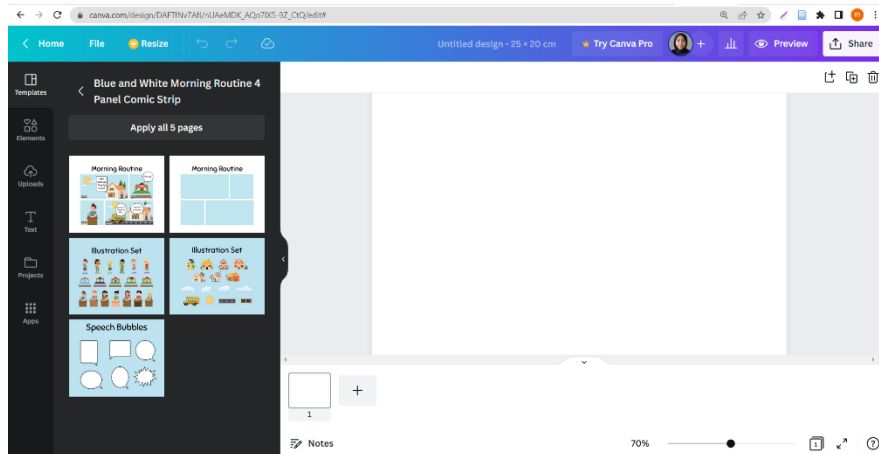 canva.com/design/DAFTfNv7AfI/nUAeMDK_AQo7IX5-9Z_CtQ/edit#
Home
File
Resize
Untitled design - 25 × 20 cm
Try Canva Pro
Preview
Share
Templates
Elements
Uploads
Text
Projects
Apps
Blue and White Morning Routine 4
Panel Comic Strip
Apply all 5 pages
Morning Routine
Morning Routine
Illustration Set
Illustration Set
Speech Bubbles
1
Notes
70%
1